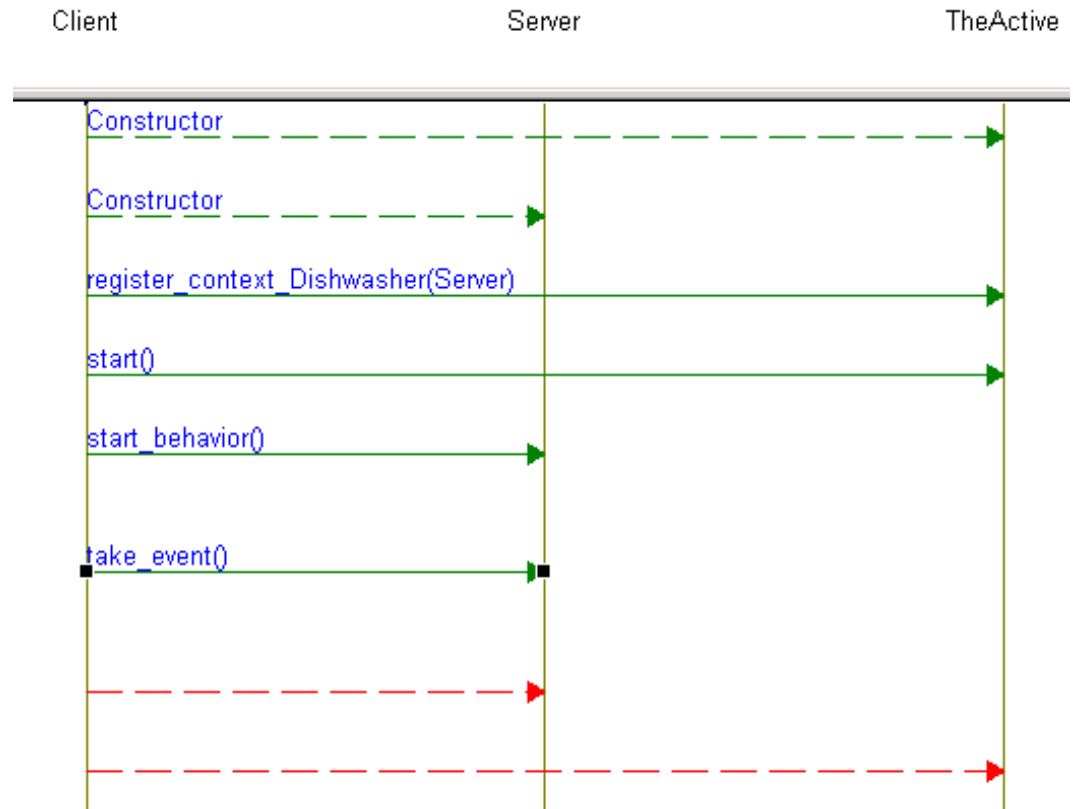 Client Server TheActive
Constructor
Constructor
register_context_Dishwasher(Server)
start()
start_behavior()
take_event()